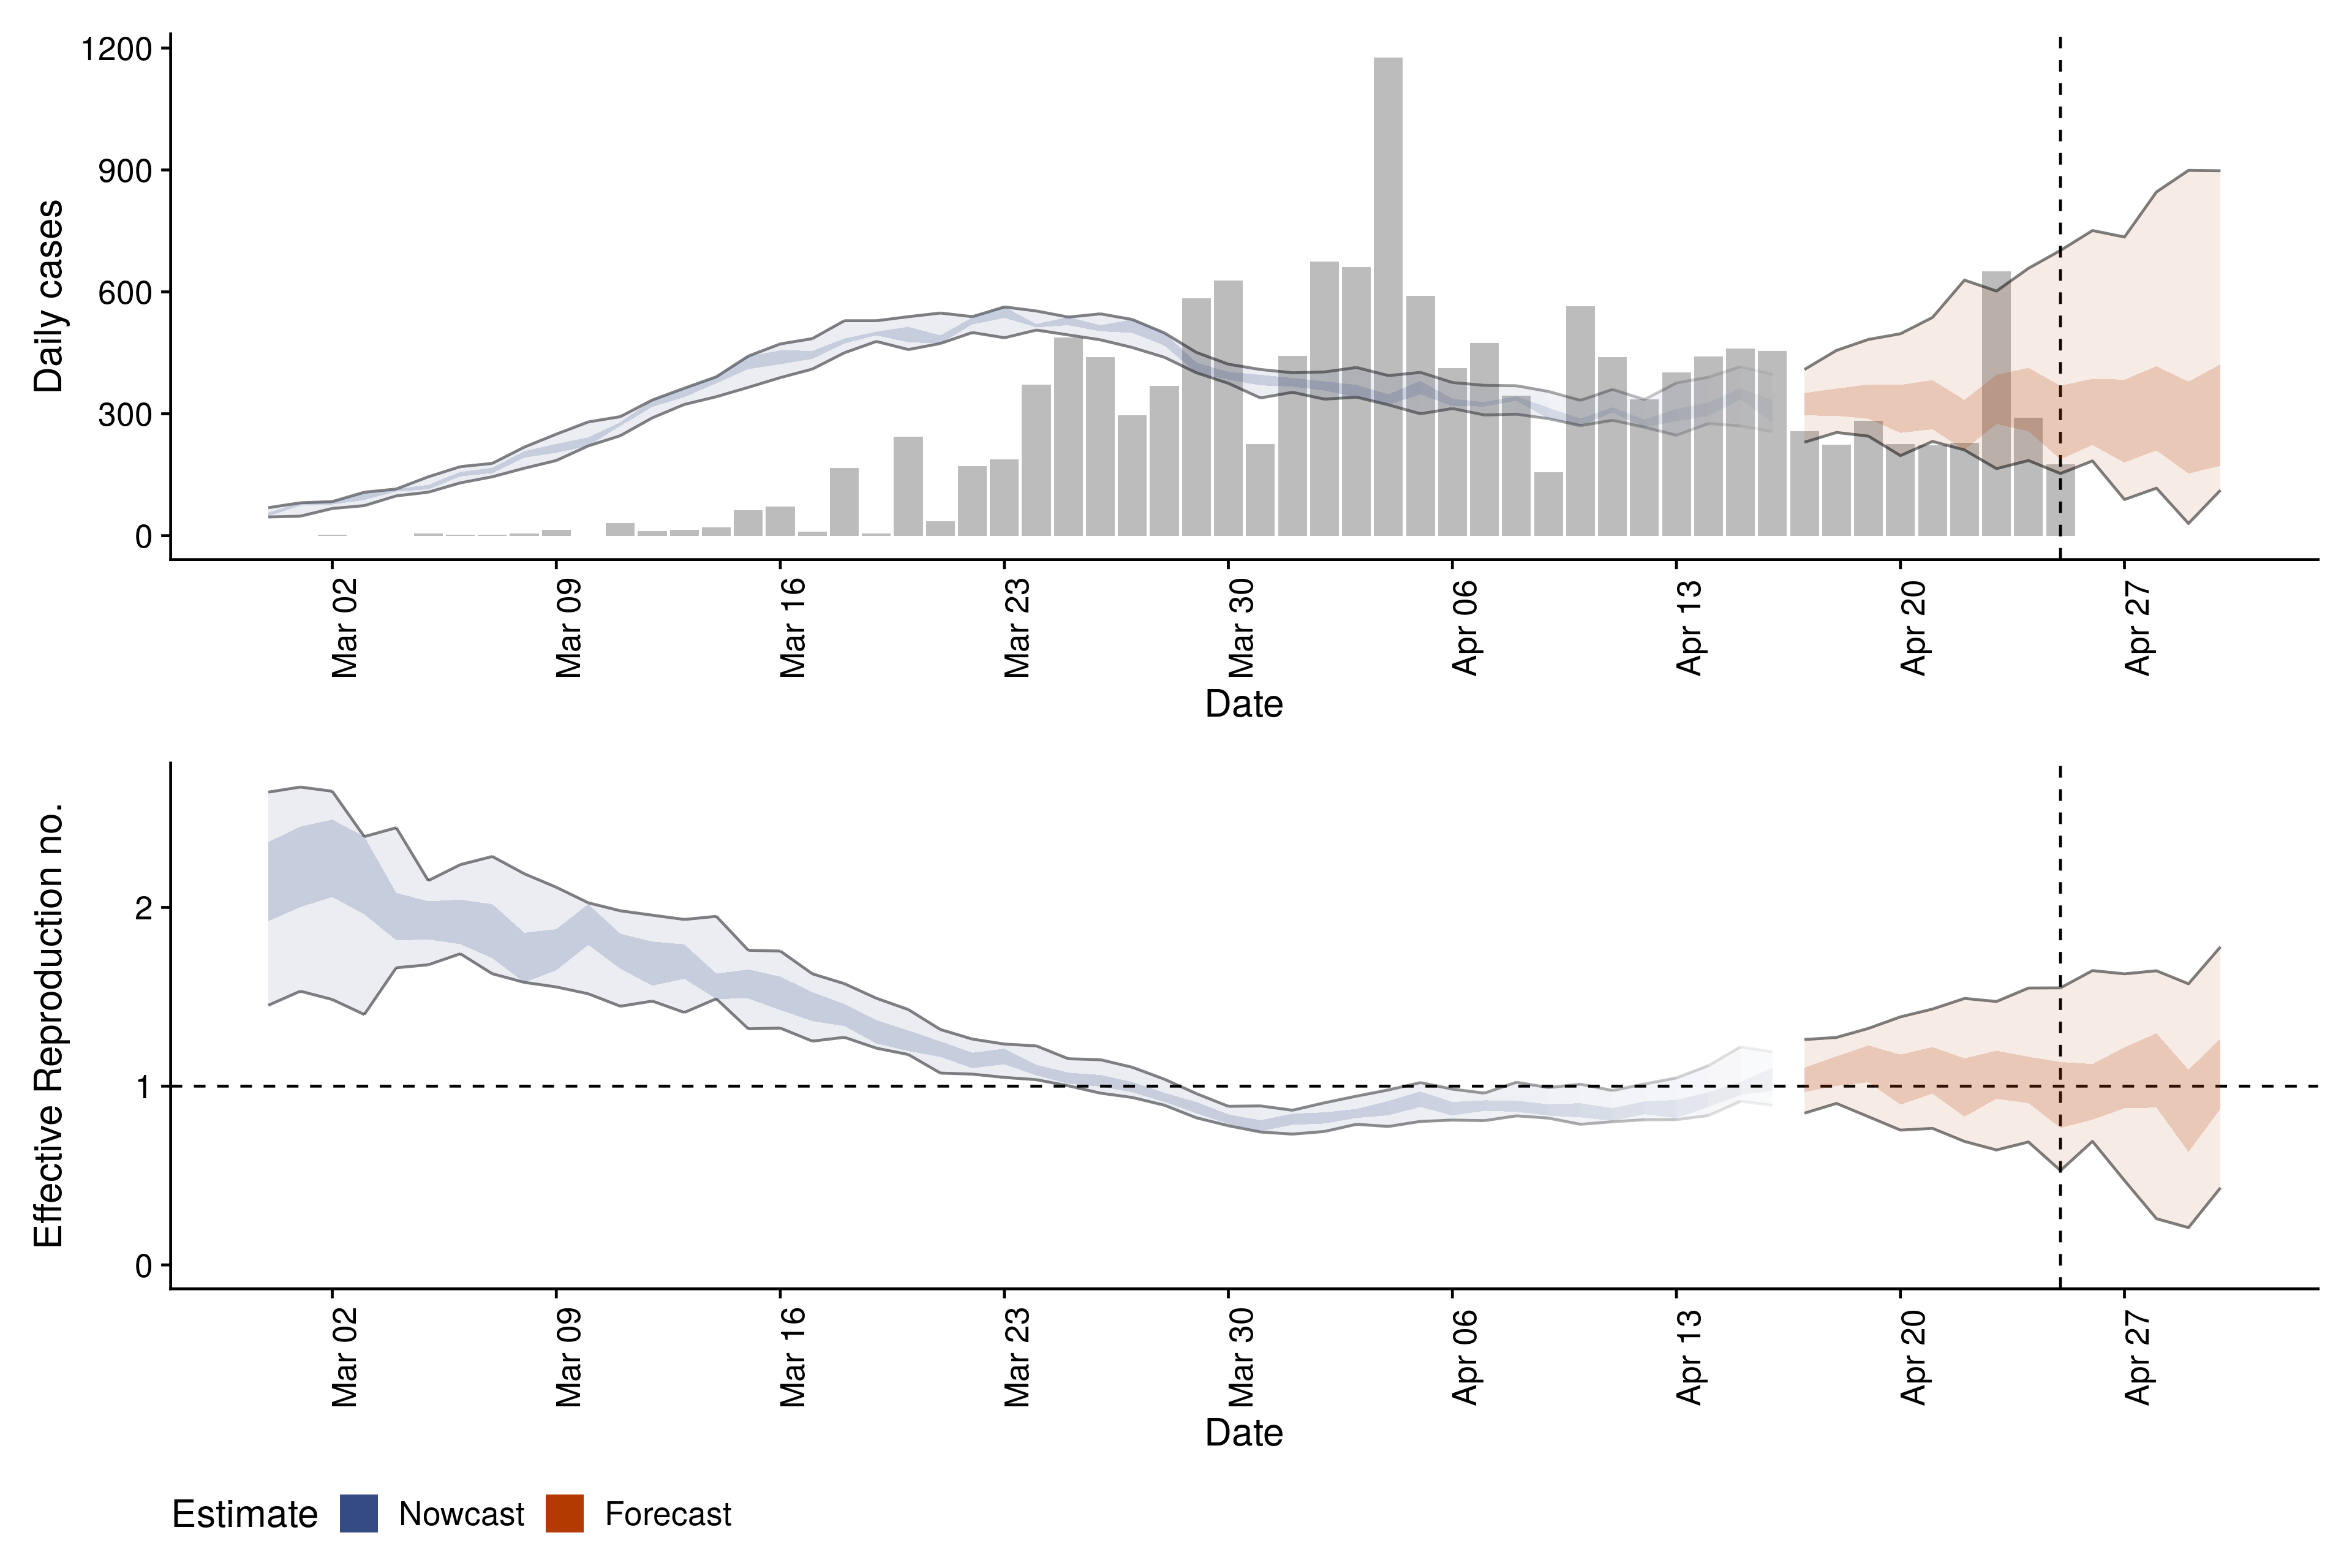 1200
900
600
300
0
Daily cases
Mar 02
Mar 09
Mar 16
Mar 23
Mar 30
Apr 06
Apr 13
Apr 20
Apr 27
Date
2
1
0
Effective Reproduction no.
Mar 02
Mar 09
Mar 16
Mar 23
Mar 30
Apr 06
Apr 13
Apr 20
Apr 27
Date
Estimate Nowcast Forecast